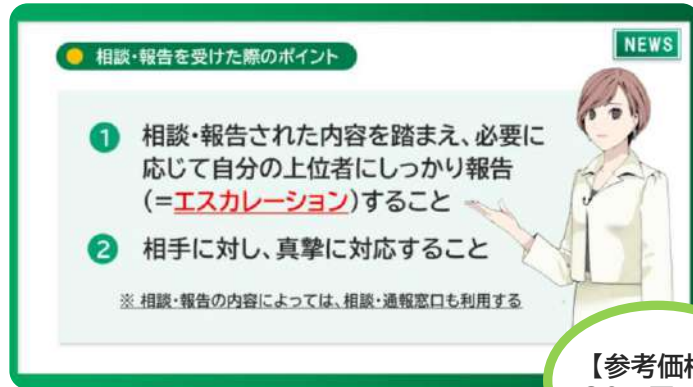 NEWS
相談・報告を受けた際のポイント
1 相談・報告された内容を踏まえ、必要に
応じて自分の上位者にしっかり報告
(=エスカレーション)すること
2 相手に対し、真摯に対応すること
※ 相談・報告の内容によっては、相談・通報窓口も利用する
【参考価格